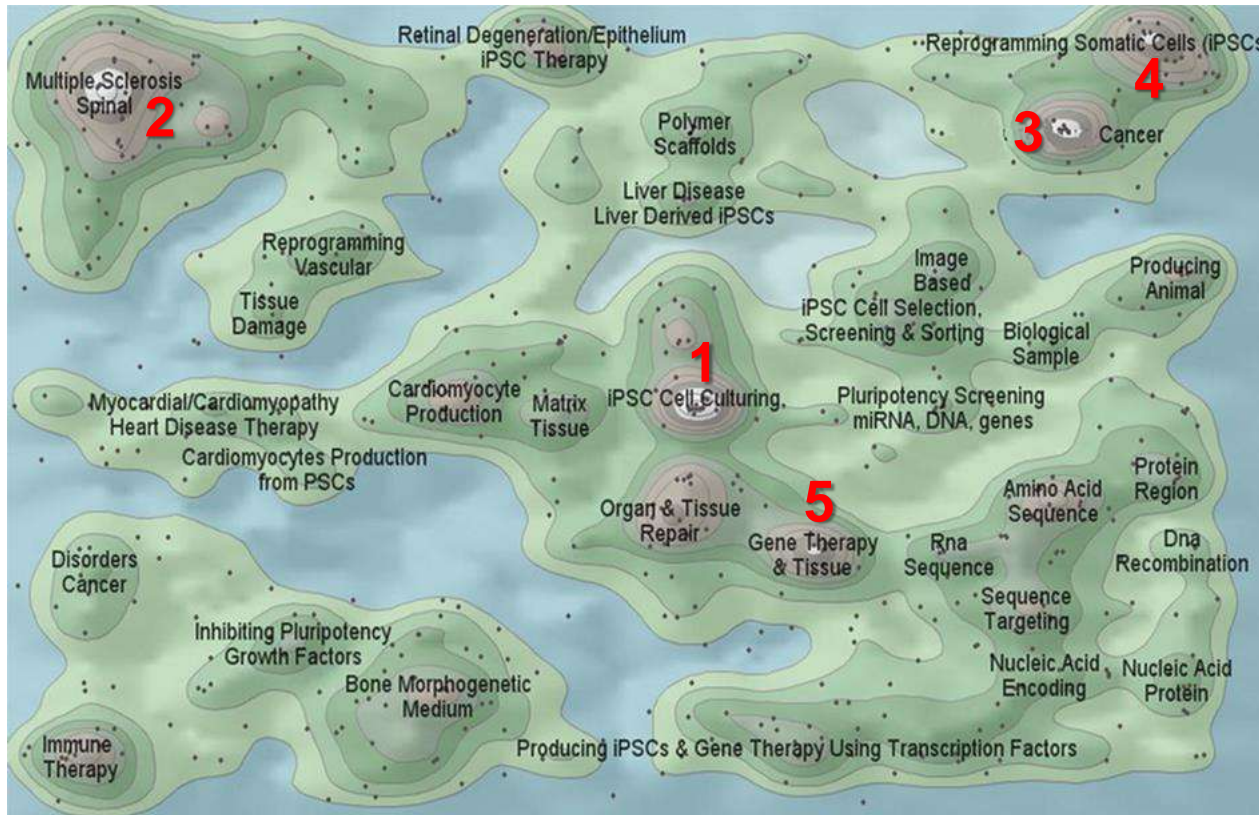 Retinal Degeneration/Epithelium
iPSC Therapy
Reprogramming Somatic Cells (iPSCs
4
Multiple Sclerosis
Spinal
2
Polymer
Scaffolds
3
Cancer
Liver Disease
Liver Derived iPSCs
Reprogramming
Vascular
Image
Based
iPSC Cell Selection,
Screening & Sorting
Producing
Animal
Tissue
Damage
Biological
Sample
1
iPSC Cell Culturing,
Cardiomyocyte
Production
Matrix
Tissue
Myocardial/Cardiomyopathy
Heart Disease Therapy
Pluripotency Screening
miRNA, DNA, genes
Cardiomyocytes Production
from PSCs
Protein
Region
Amino Acid
Sequence
5
Organ & Tissue
Repair
Gene Therapy
& Tissue
Rna
Sequence
Dna
Recombination
Disorders
Cancer
Sequence
Targeting
Inhibiting Pluripotency
Growth Factors
Nucleic Acid
Encoding
Nucleic Acid
Protein
Bone Morphogenetic
Medium
Immune
Therapy
Producing iPSCs & Gene Therapy Using Transcription Factors